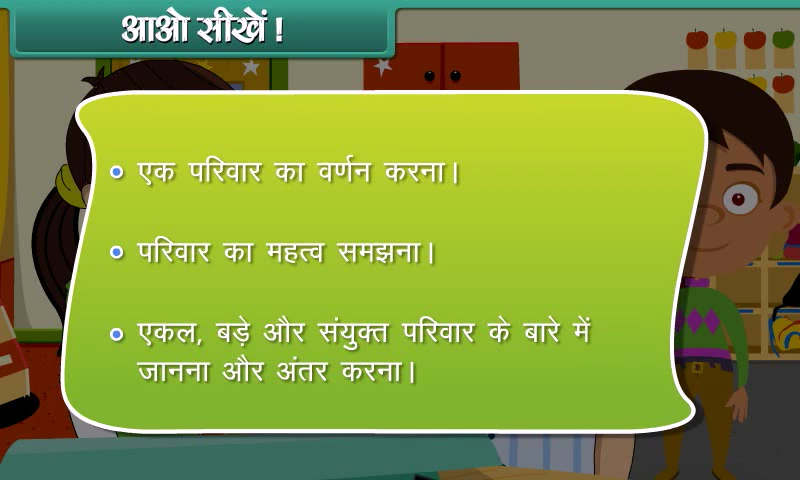 आओ सीखें!
एक परिवार का वर्णन करना।
परिवार का महत्व समझना।
एकल, बड़े और संयुक्त परिवार के बारे में
जानना और अंतर करना।